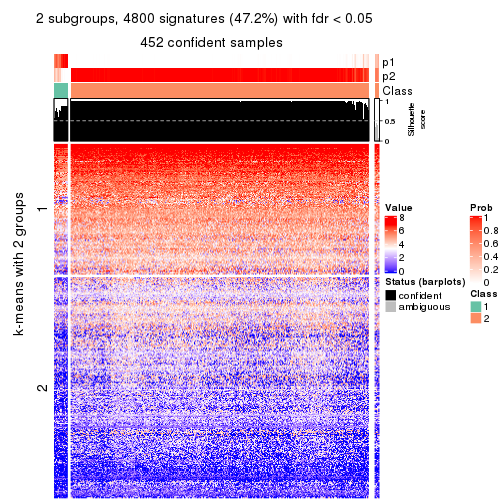 2 subgroups, 4800 signatures (47.2%) with fdr < 0.05
452 confident samples
p1
p2
Class
1
0.5
0
Silhouette
score
k-means with 2 groups
1
2
Value
8
6
4
2
0
Prob
1
0.8
0.6
0.4
0.2
0
Status (barplots)
confident
ambiguous
Class
1
2